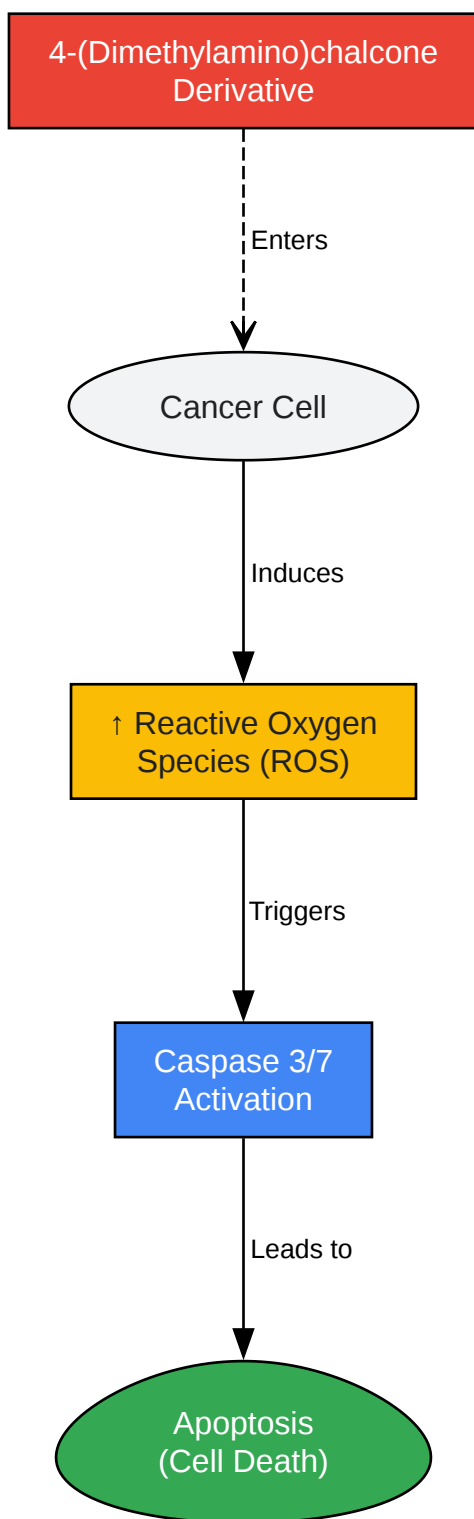 4-(Dimethylamino)chalcone
Derivative
Enters
Cancer Cell
Induces
↑ Reactive Oxygen
Species (ROS)
Triggers
Caspase 3/7
Activation
Leads to
Apoptosis
(Cell Death)